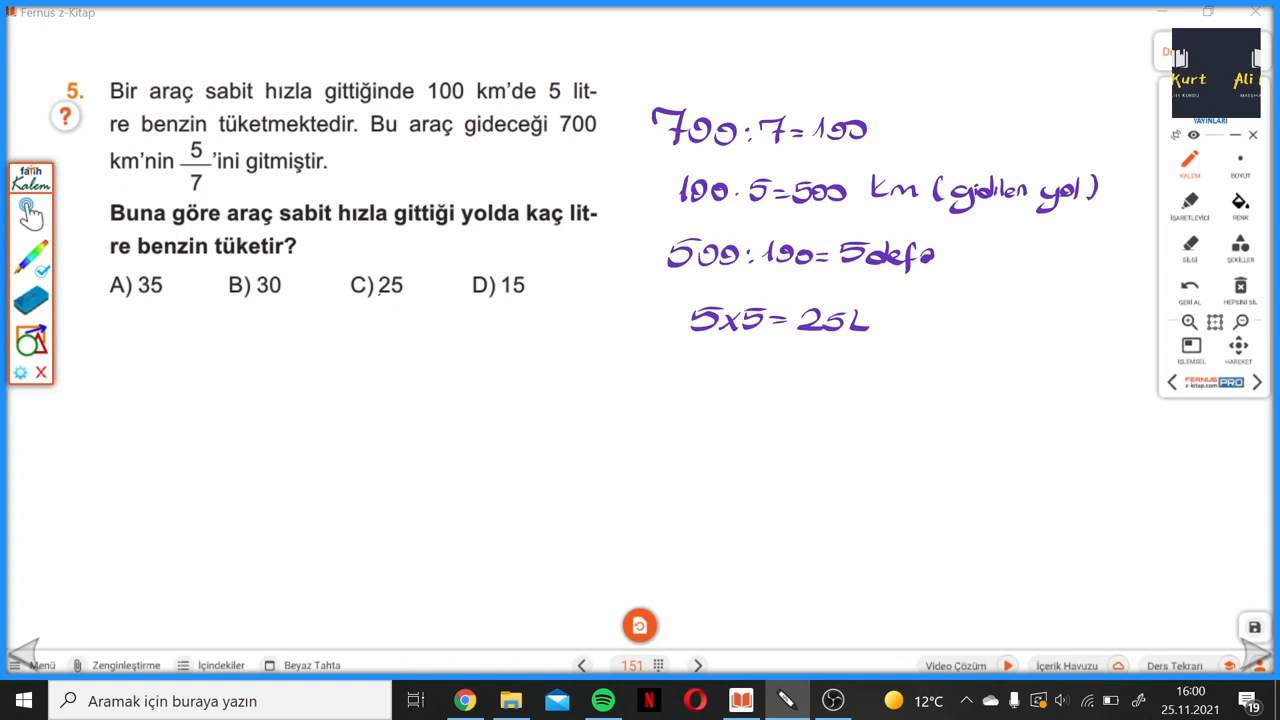 Fernus z-Kitap
5. Bir araç sabit hızla gittiğinde 100 km'de 5 lit-
re benzin tüketmektedir. Bu araç gideceği 700
km'nin 5/7 'ini gitmiştir.
Buna göre araç sabit hızla gittiği yolda kaç lit-
re benzin tüketir?
A) 35 B) 30 C) 25 D) 15
?
700:7=100
100.5=500 km (gidilen yol)
500:100=5 defa
5x5=25L
fatih
Kalem
X
Kurt Ali
YAYINLARI
KALEM BOYUT
İŞARETLEYİCİ RENK
SİLGİ ŞEKİLLER
GERİ AL HEPSİNİ SİL
İŞLEMSEL HAREKET
FERNUS
z-kitap.com PRO
Menü Zenginleştirme İçindekiler Beyaz Tahta 151 Video Çözüm İçerik Havuzu Ders Tekrarı
Aramak için buraya yazın
N
12°C
16:00
25.11.2021
19